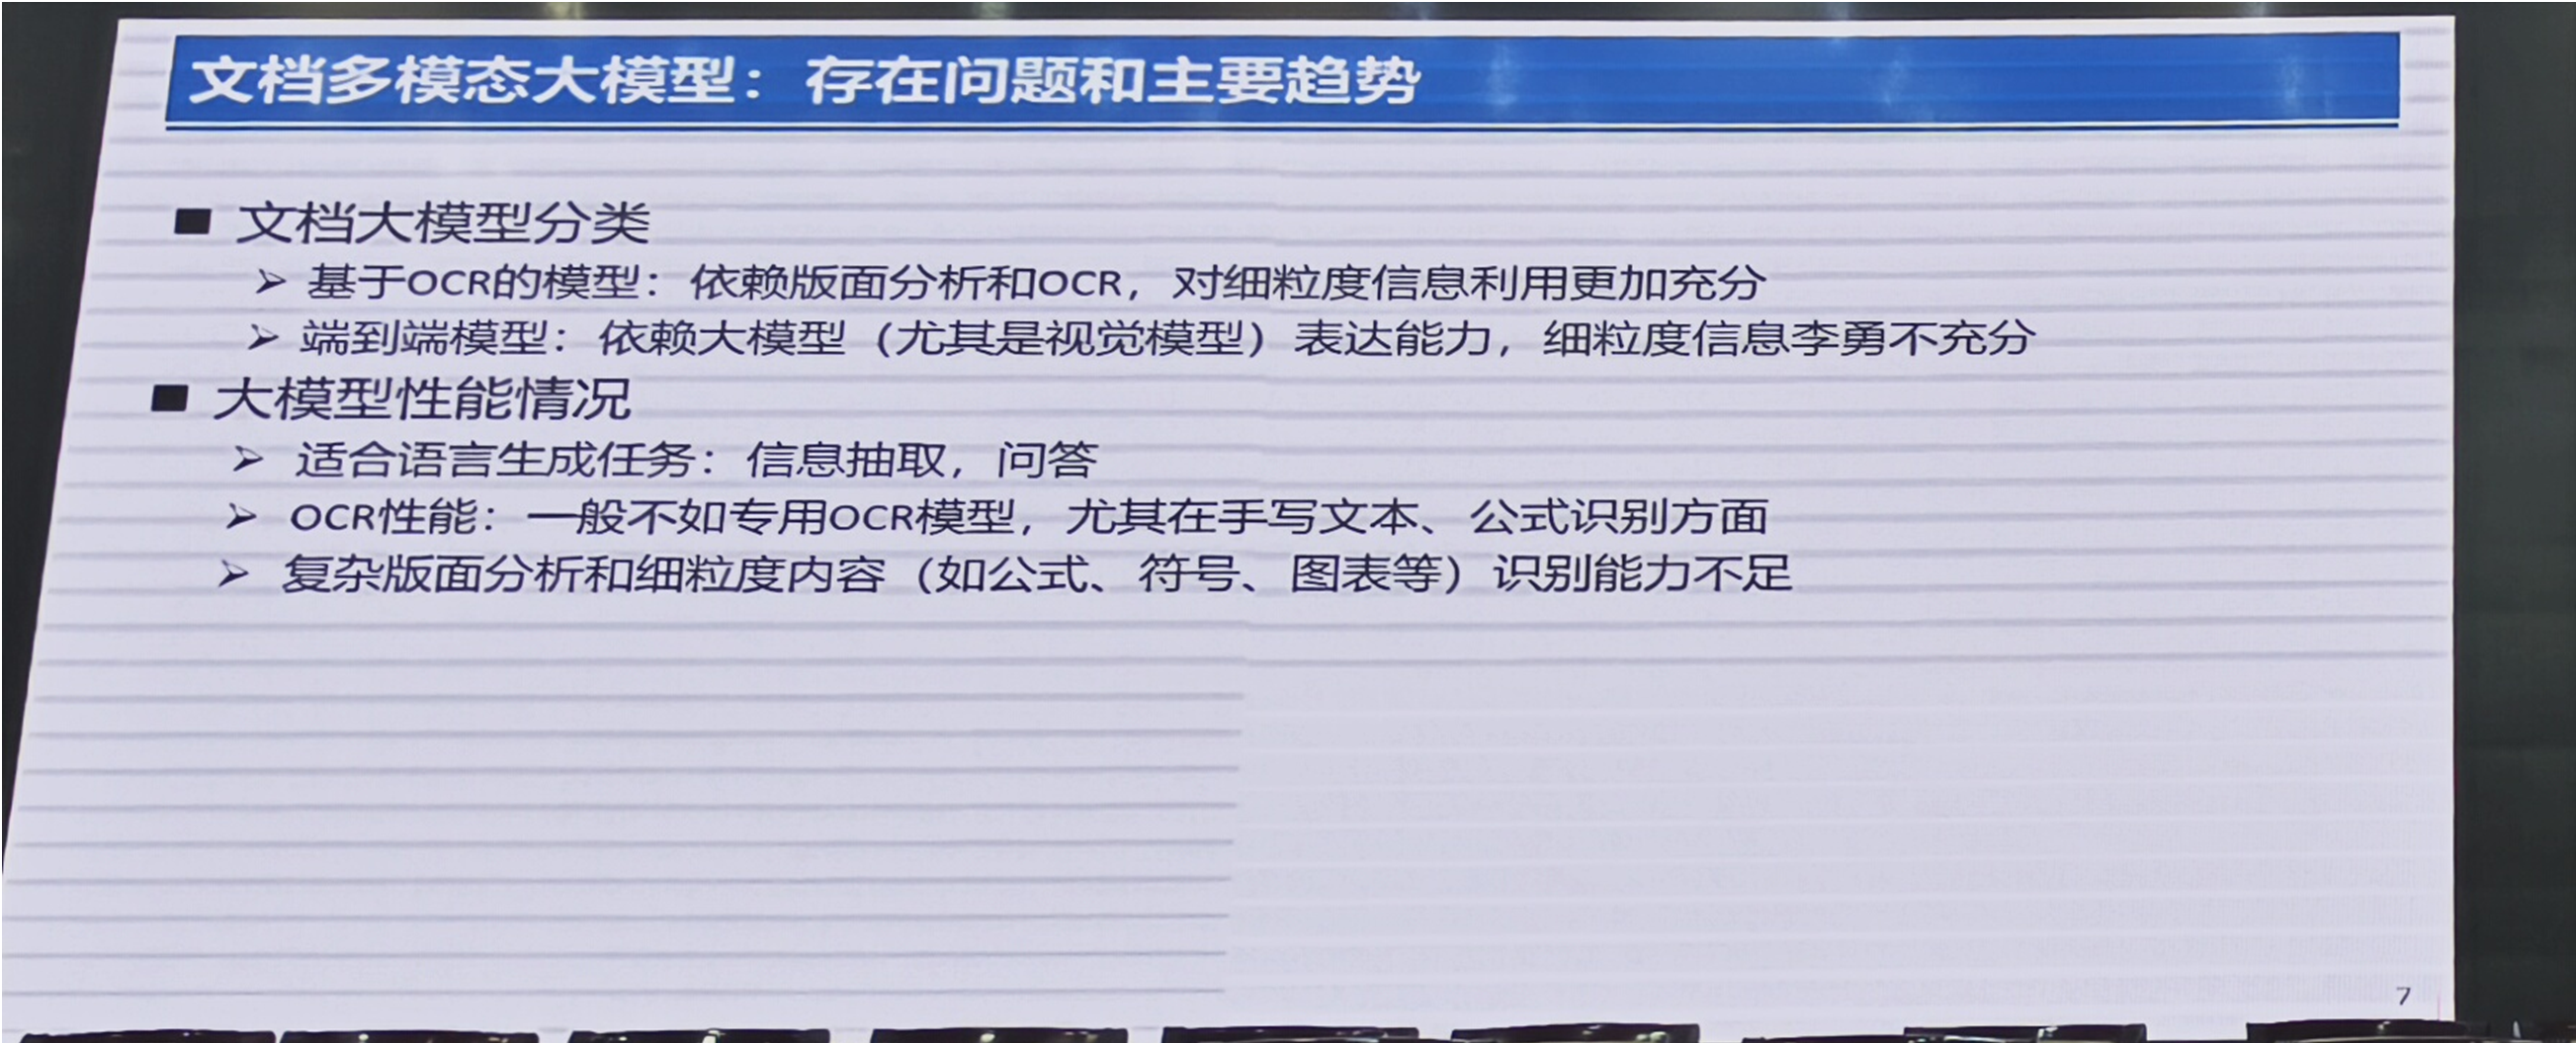 文档多模态大模型：存在问题和主要趋势
■ 文档大模型分类
➢ 基于OCR的模型：依赖版面分析和OCR，对细粒度信息利用更加充分
➢ 端到端模型：依赖大模型（尤其是视觉模型）表达能力，细粒度信息李勇不充分
■ 大模型性能情况
➢ 适合语言生成任务：信息抽取，问答
➢ OCR性能：一般不如专用OCR模型，尤其在手写文本、公式识别方面
➢ 复杂版面分析和细粒度内容（如公式、符号、图表等）识别能力不足
7